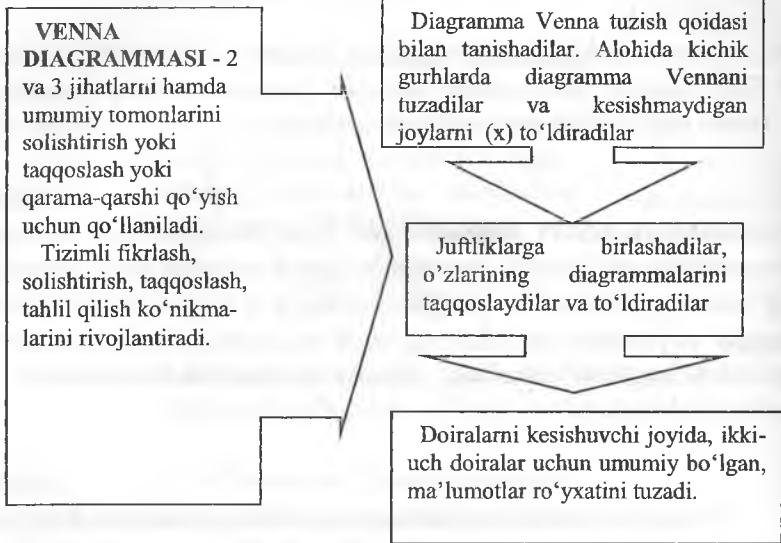 VENNA
DIAGRAMMASI - 2
va 3 jihatlarni hamda
umumiy tomonlarini
solishtirish yoki
taqqoslash yoki
qarama-qarshi qo‘yish
uchun qo‘llaniladi.
Tizimli fikrlash,
solishtirish, taqqoslash,
tahlil qilish ko‘nikma-
larini rivojlantiradi.
Diagramma Venna tuzish qoidasi
bilan tanishadilar. Alohida kichik
gurhlarda diagramma Vennani
tuzadilar va kesishmaydigan
joylarni (x) to‘ldiradilar
Juftliklarga birlashadilar,
o’zlarining diagrammalarini
taqqoslaydilar va to‘ldiradilar
Doiralarni kesishuvchi joyida, ikki-
uch doiralar uchun umumiy bo‘lgan,
ma’lumotlar ro‘yxatini tuzadi.